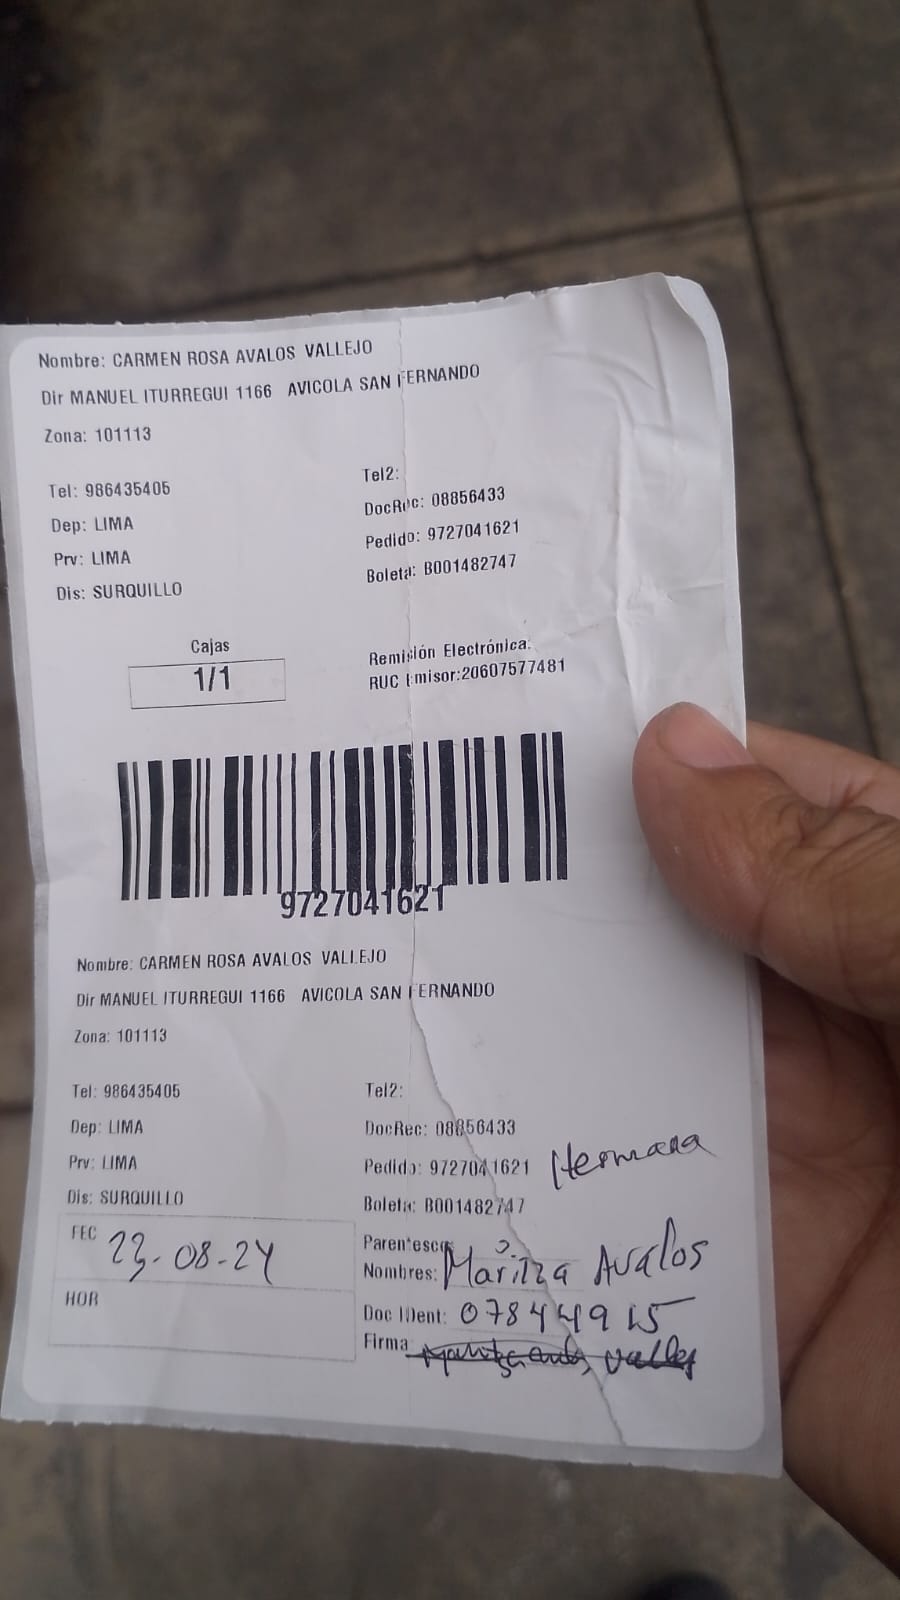 Nombre: CARMEN ROSA AVALOS VALLEJO
Dir MANUEL ITURREGUI 1166 AVICOLA SAN FERNANDO
Zona: 101113
Tel: 986435405
Tel2:
Dep: LIMA
DocRec: 08856433
Prv: LIMA
Pedido: 9727041621
Dis: SURQUILLO
Boleta: B001482747
Cajas
1/1
Remisión Electrónica:
RUC Emisor:20607577481
9727041621
Nombre: CARMEN ROSA AVALOS VALLEJO
Dir MANUEL ITURREGUI 1166 AVICOLA SAN FERNANDO
Zona: 101113
Tel: 986435405
Tel2:
Dep: LIMA
DocRec: 08856433
Prv: LIMA
Pedido: 9727041621 Hermana
Dis: SURQUILLO
Boleta: B001482747
FEC 23-08-24
Parentesco:
Nombres: Maritza Avalos
HOR
Doc Ident: 07844915
Firma